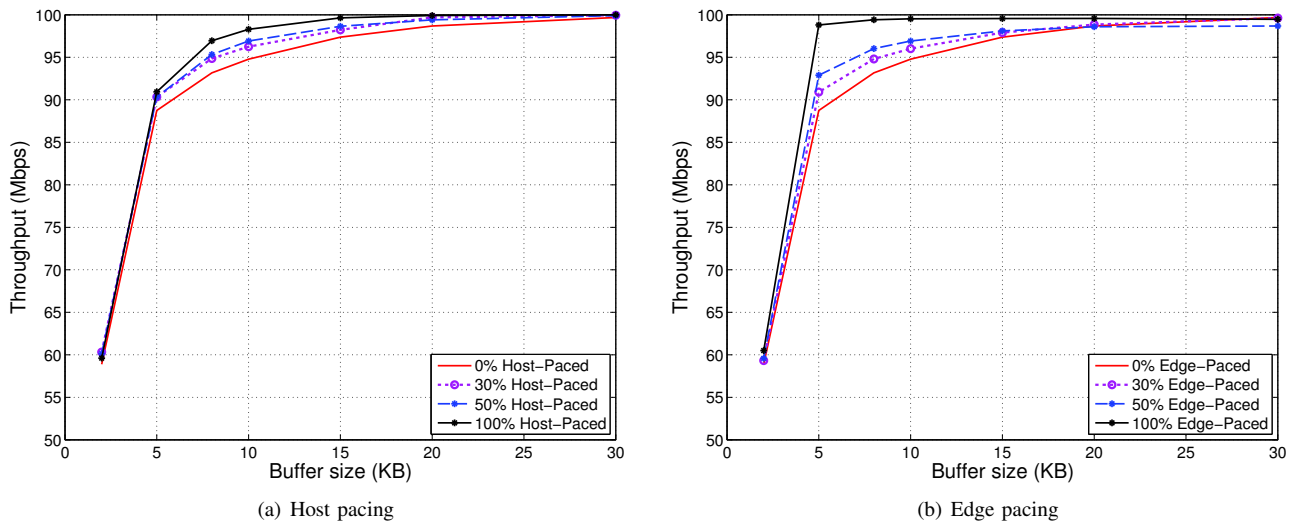 100
95
90
85
80
75
70
65
60
55
50
Throughput (Mbps)
0% Host−Paced
30% Host−Paced
50% Host−Paced
100% Host−Paced
0 5 10 15 20 25 30
Buffer size (KB)
(a) Host pacing
100
95
90
85
80
75
70
65
60
55
50
Throughput (Mbps)
0% Edge−Paced
30% Edge−Paced
50% Edge−Paced
100% Edge−Paced
0 5 10 15 20 25 30
Buffer size (KB)
(b) Edge pacing